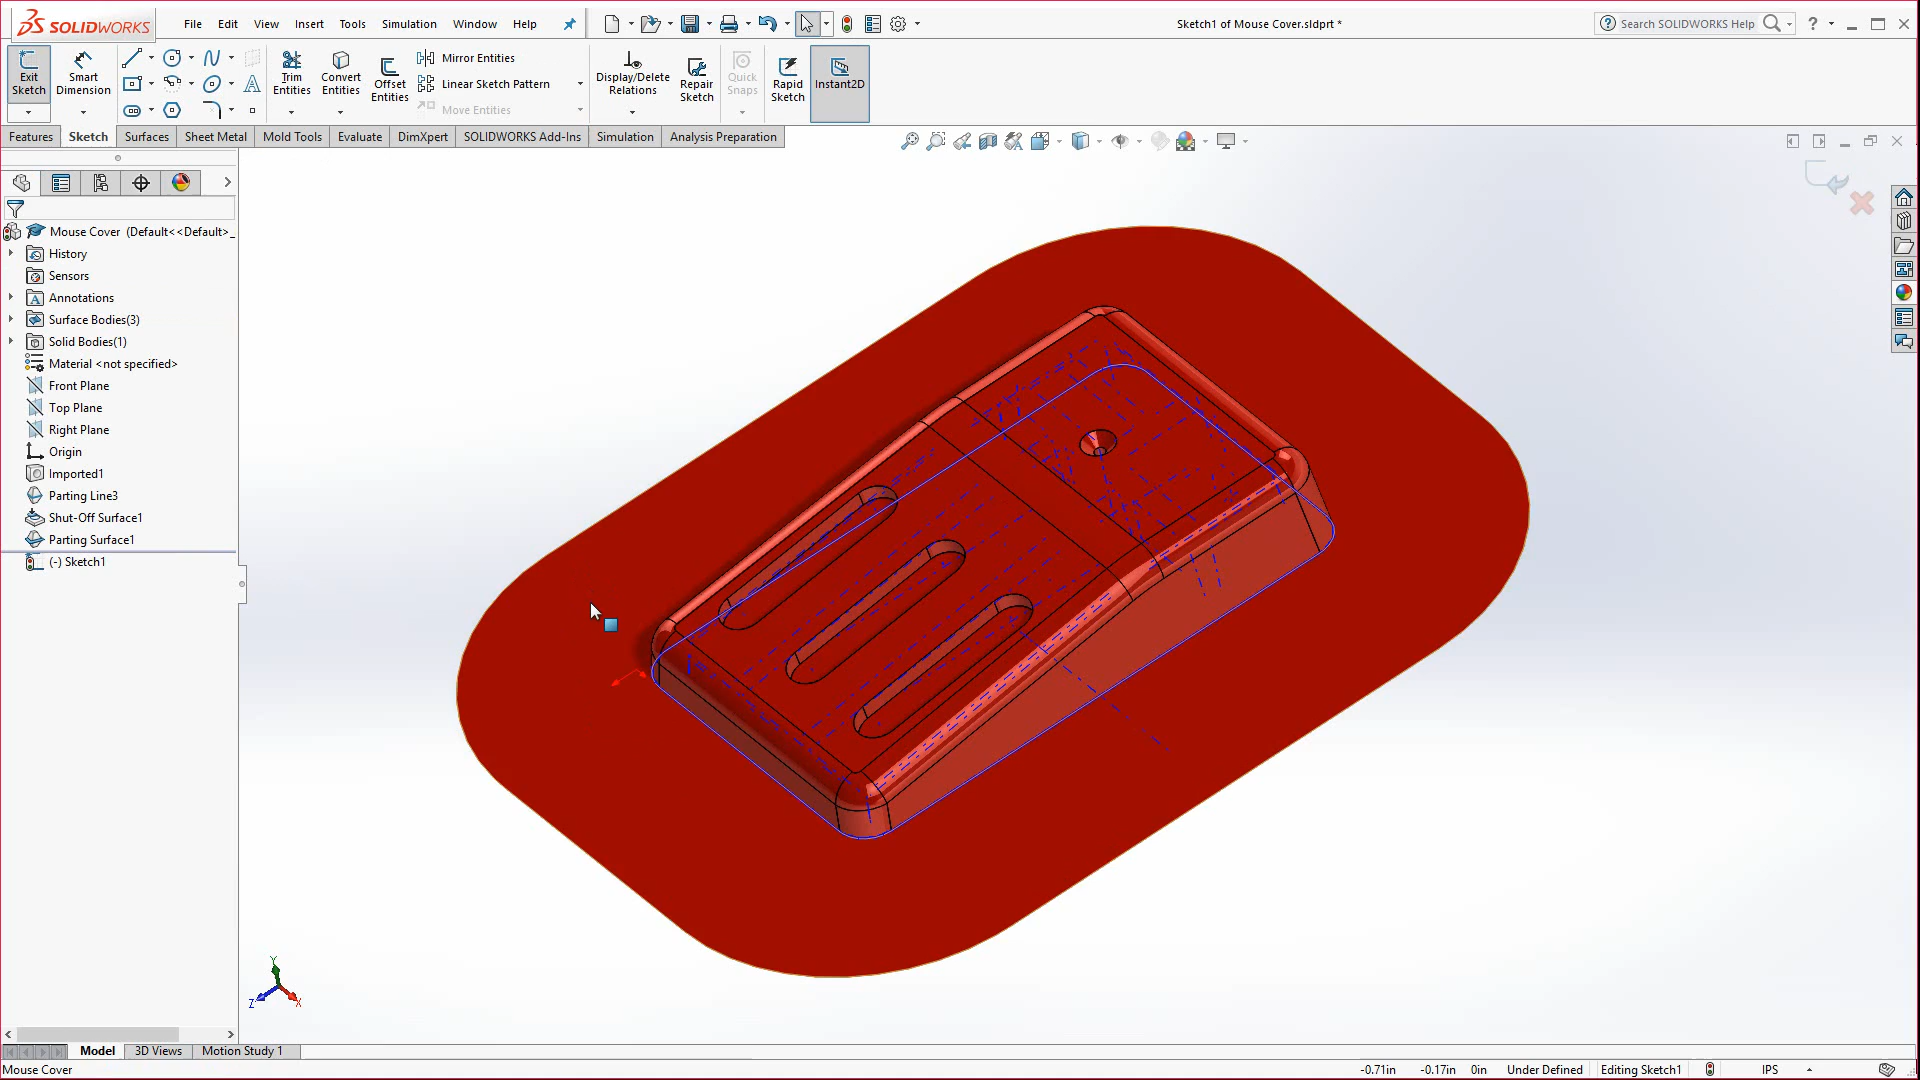 SOLIDWORKS
File Edit View Insert Tools Simulation Window Help
Sketch1 of Mouse Cover.sldprt *
Search SOLIDWORKS Help
Exit Sketch
Smart Dimension
Trim Entities
Convert Entities
Offset Entities
Mirror Entities
Linear Sketch Pattern
Move Entities
Display/Delete Relations
Repair Sketch
Quick Snaps
Rapid Sketch
Instant2D
Features Sketch Surfaces Sheet Metal Mold Tools Evaluate DimXpert SOLIDWORKS Add-Ins Simulation Analysis Preparation
Mouse Cover (Default<<Default>_
History
Sensors
Annotations
Surface Bodies(3)
Solid Bodies(1)
Material <not specified>
Front Plane
Top Plane
Right Plane
Origin
Imported1
Parting Line3
Shut-Off Surface1
Parting Surface1
(-) Sketch1
Y
Z
X
Model 3D Views Motion Study 1
Mouse Cover
-0.71in -0.17in 0in Under Defined Editing Sketch1 IPS